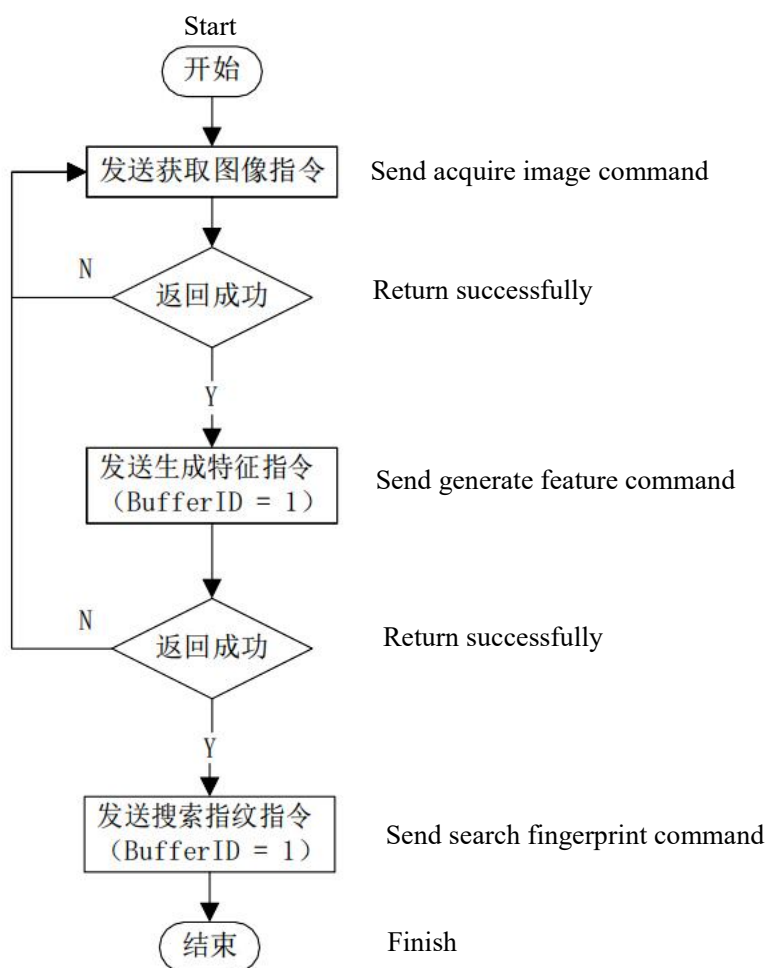 Start
开始
发送获取图像指令
Send acquire image command
N
返回成功
Return successfully
Y
发送生成特征指令
（BufferID = 1）
Send generate feature command
N
返回成功
Return successfully
Y
发送搜索指纹指令
（BufferID = 1）
Send search fingerprint command
结束
Finish